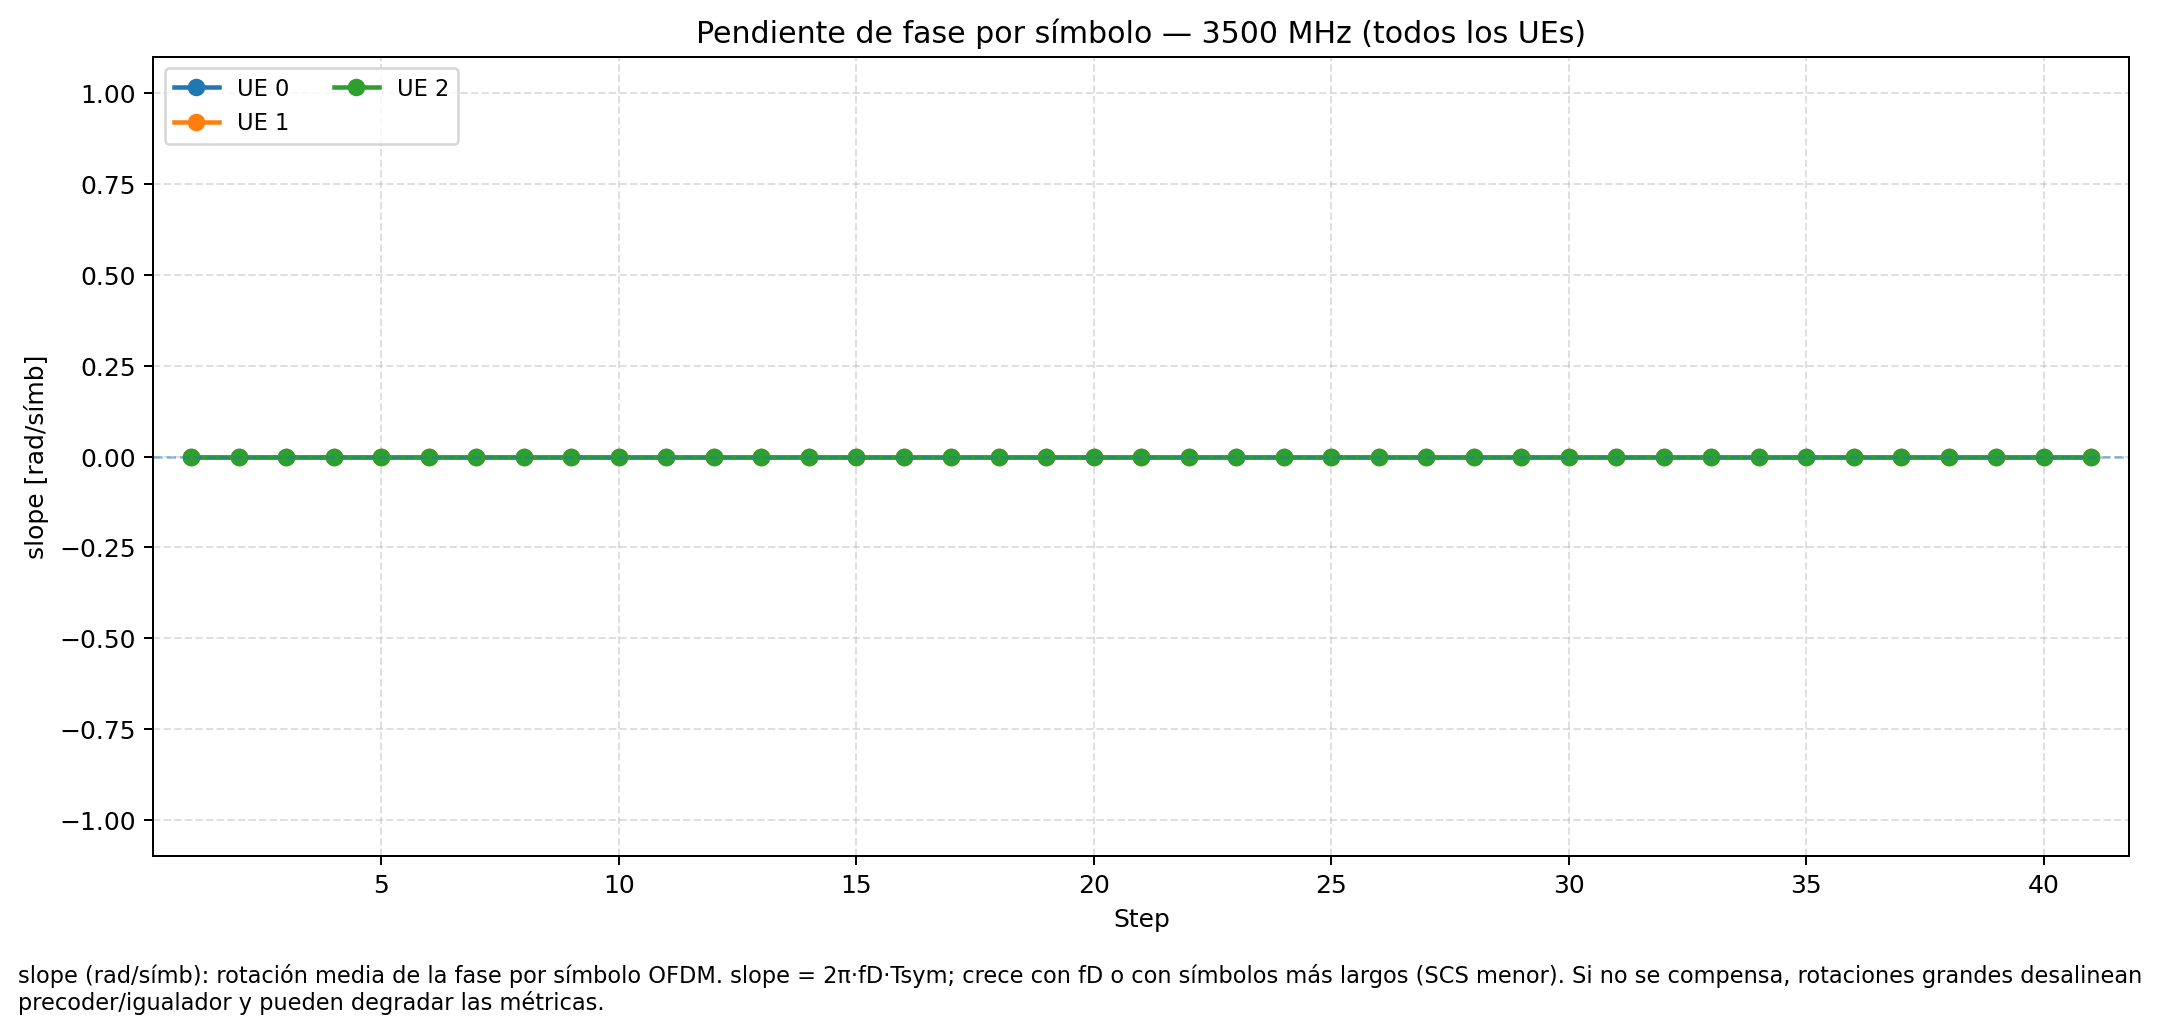 Pendiente de fase por símbolo — 3500 MHz (todos los UEs)
UE 0
UE 1
UE 2
slope [rad/símb]
1.00
0.75
0.50
0.25
0.00
−0.25
−0.50
−0.75
−1.00
5 10 15 20 25 30 35 40
Step
slope (rad/símb): rotación media de la fase por símbolo OFDM. slope = 2π·fD·Tsym; crece con fD o con símbolos más largos (SCS menor). Si no se compensa, rotaciones grandes desalinean
precoder/igualador y pueden degradar las métricas.